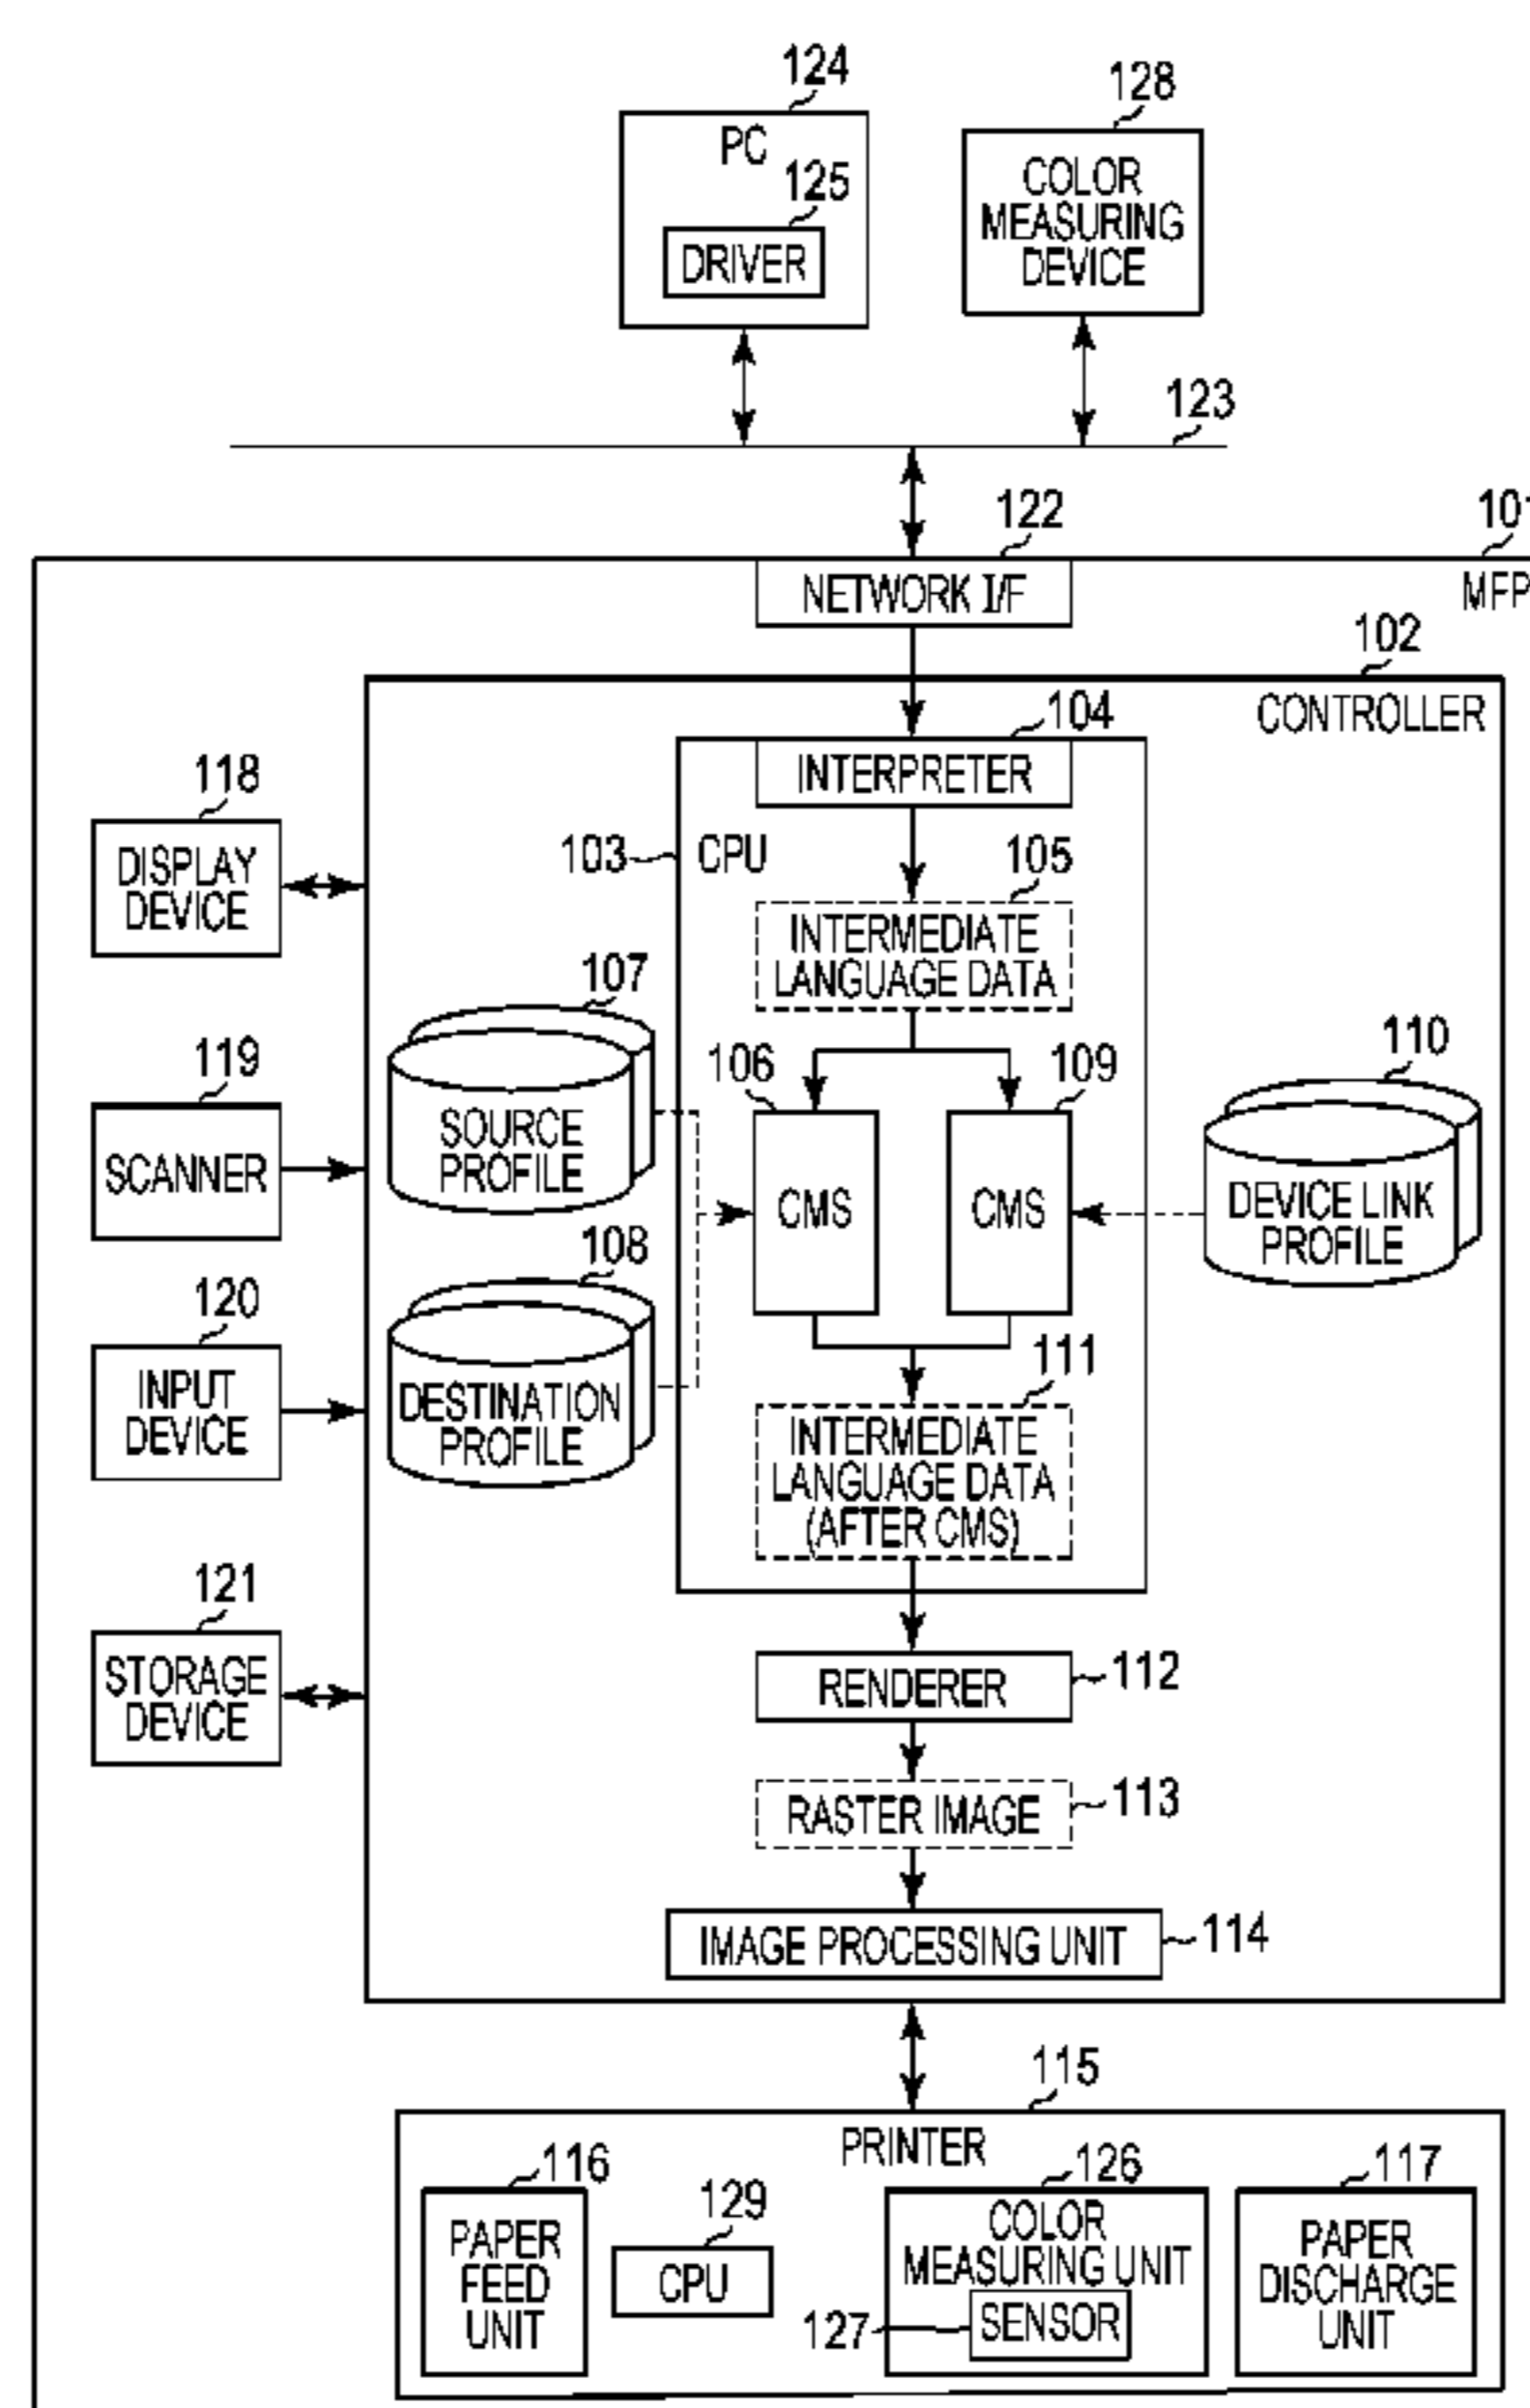 124
PC
125
DRIVER
128
COLOR
MEASURING
DEVICE
123
122
NETWORK I/F
101
MFP
102
CONTROLLER
104
INTERPRETER
103
CPU
105
INTERMEDIATE
LANGUAGE DATA
118
DISPLAY
DEVICE
107
SOURCE
PROFILE
106
CMS
109
CMS
110
DEVICE LINK
PROFILE
119
SCANNER
108
DESTINATION
PROFILE
120
INPUT
DEVICE
111
INTERMEDIATE
LANGUAGE DATA
(AFTER CMS)
121
STORAGE
DEVICE
RENDERER
112
RASTER IMAGE
113
IMAGE PROCESSING UNIT
114
115
PRINTER
116
PAPER
FEED
UNIT
129
CPU
126
COLOR
MEASURING UNIT
127
SENSOR
117
PAPER
DISCHARGE
UNIT